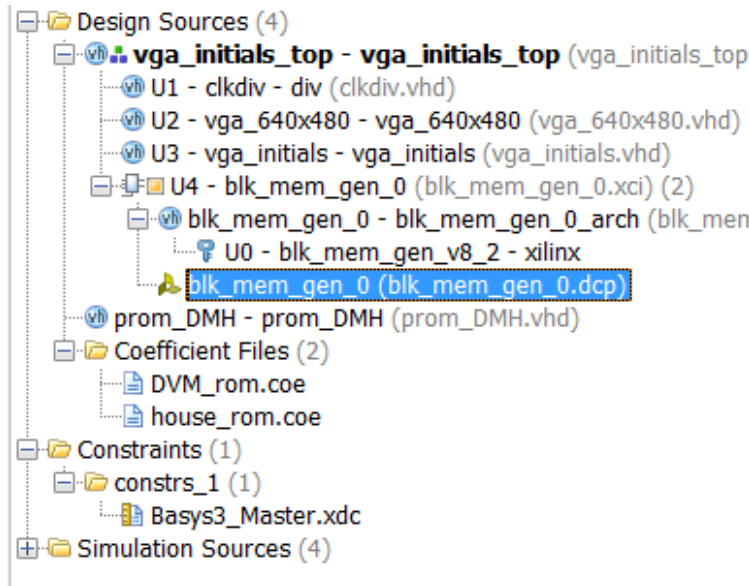 Design Sources (4)
vga_initials_top - vga_initials_top (vga_initials_top
U1 - clkdiv - div (clkdiv.vhd)
U2 - vga_640x480 - vga_640x480 (vga_640x480.vhd)
U3 - vga_initials - vga_initials (vga_initials.vhd)
U4 - blk_mem_gen_0 (blk_mem_gen_0.xci) (2)
blk_mem_gen_0 - blk_mem_gen_0_arch (blk_mem
U0 - blk_mem_gen_v8_2 - xilinx
blk_mem_gen_0 (blk_mem_gen_0.dcp)
prom_DMH - prom_DMH (prom_DMH.vhd)
Coefficient Files (2)
DVM_rom.coe
house_rom.coe
Constraints (1)
constrs_1 (1)
Basys3_Master.xdc
Simulation Sources (4)